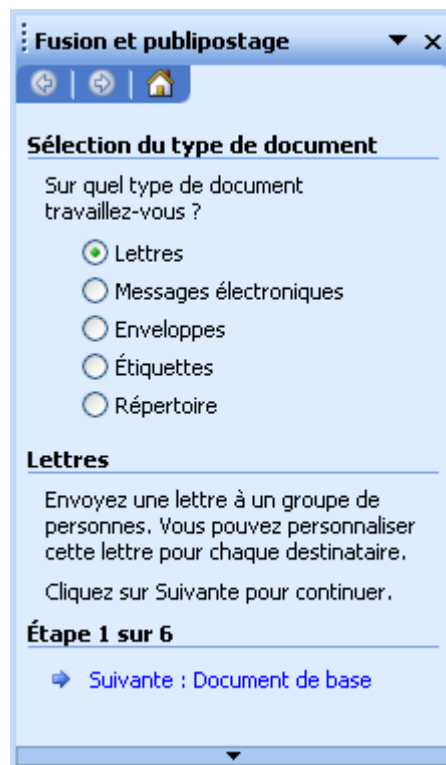 Fusion et publipostage
Sélection du type de document
Sur quel type de document
travaillez-vous ?
Lettres
Messages électroniques
Enveloppes
Étiquettes
Répertoire
Lettres
Envoyez une lettre à un groupe de
personnes. Vous pouvez personnaliser
cette lettre pour chaque destinataire.
Cliquez sur Suivante pour continuer.
Étape 1 sur 6
Suivante : Document de base